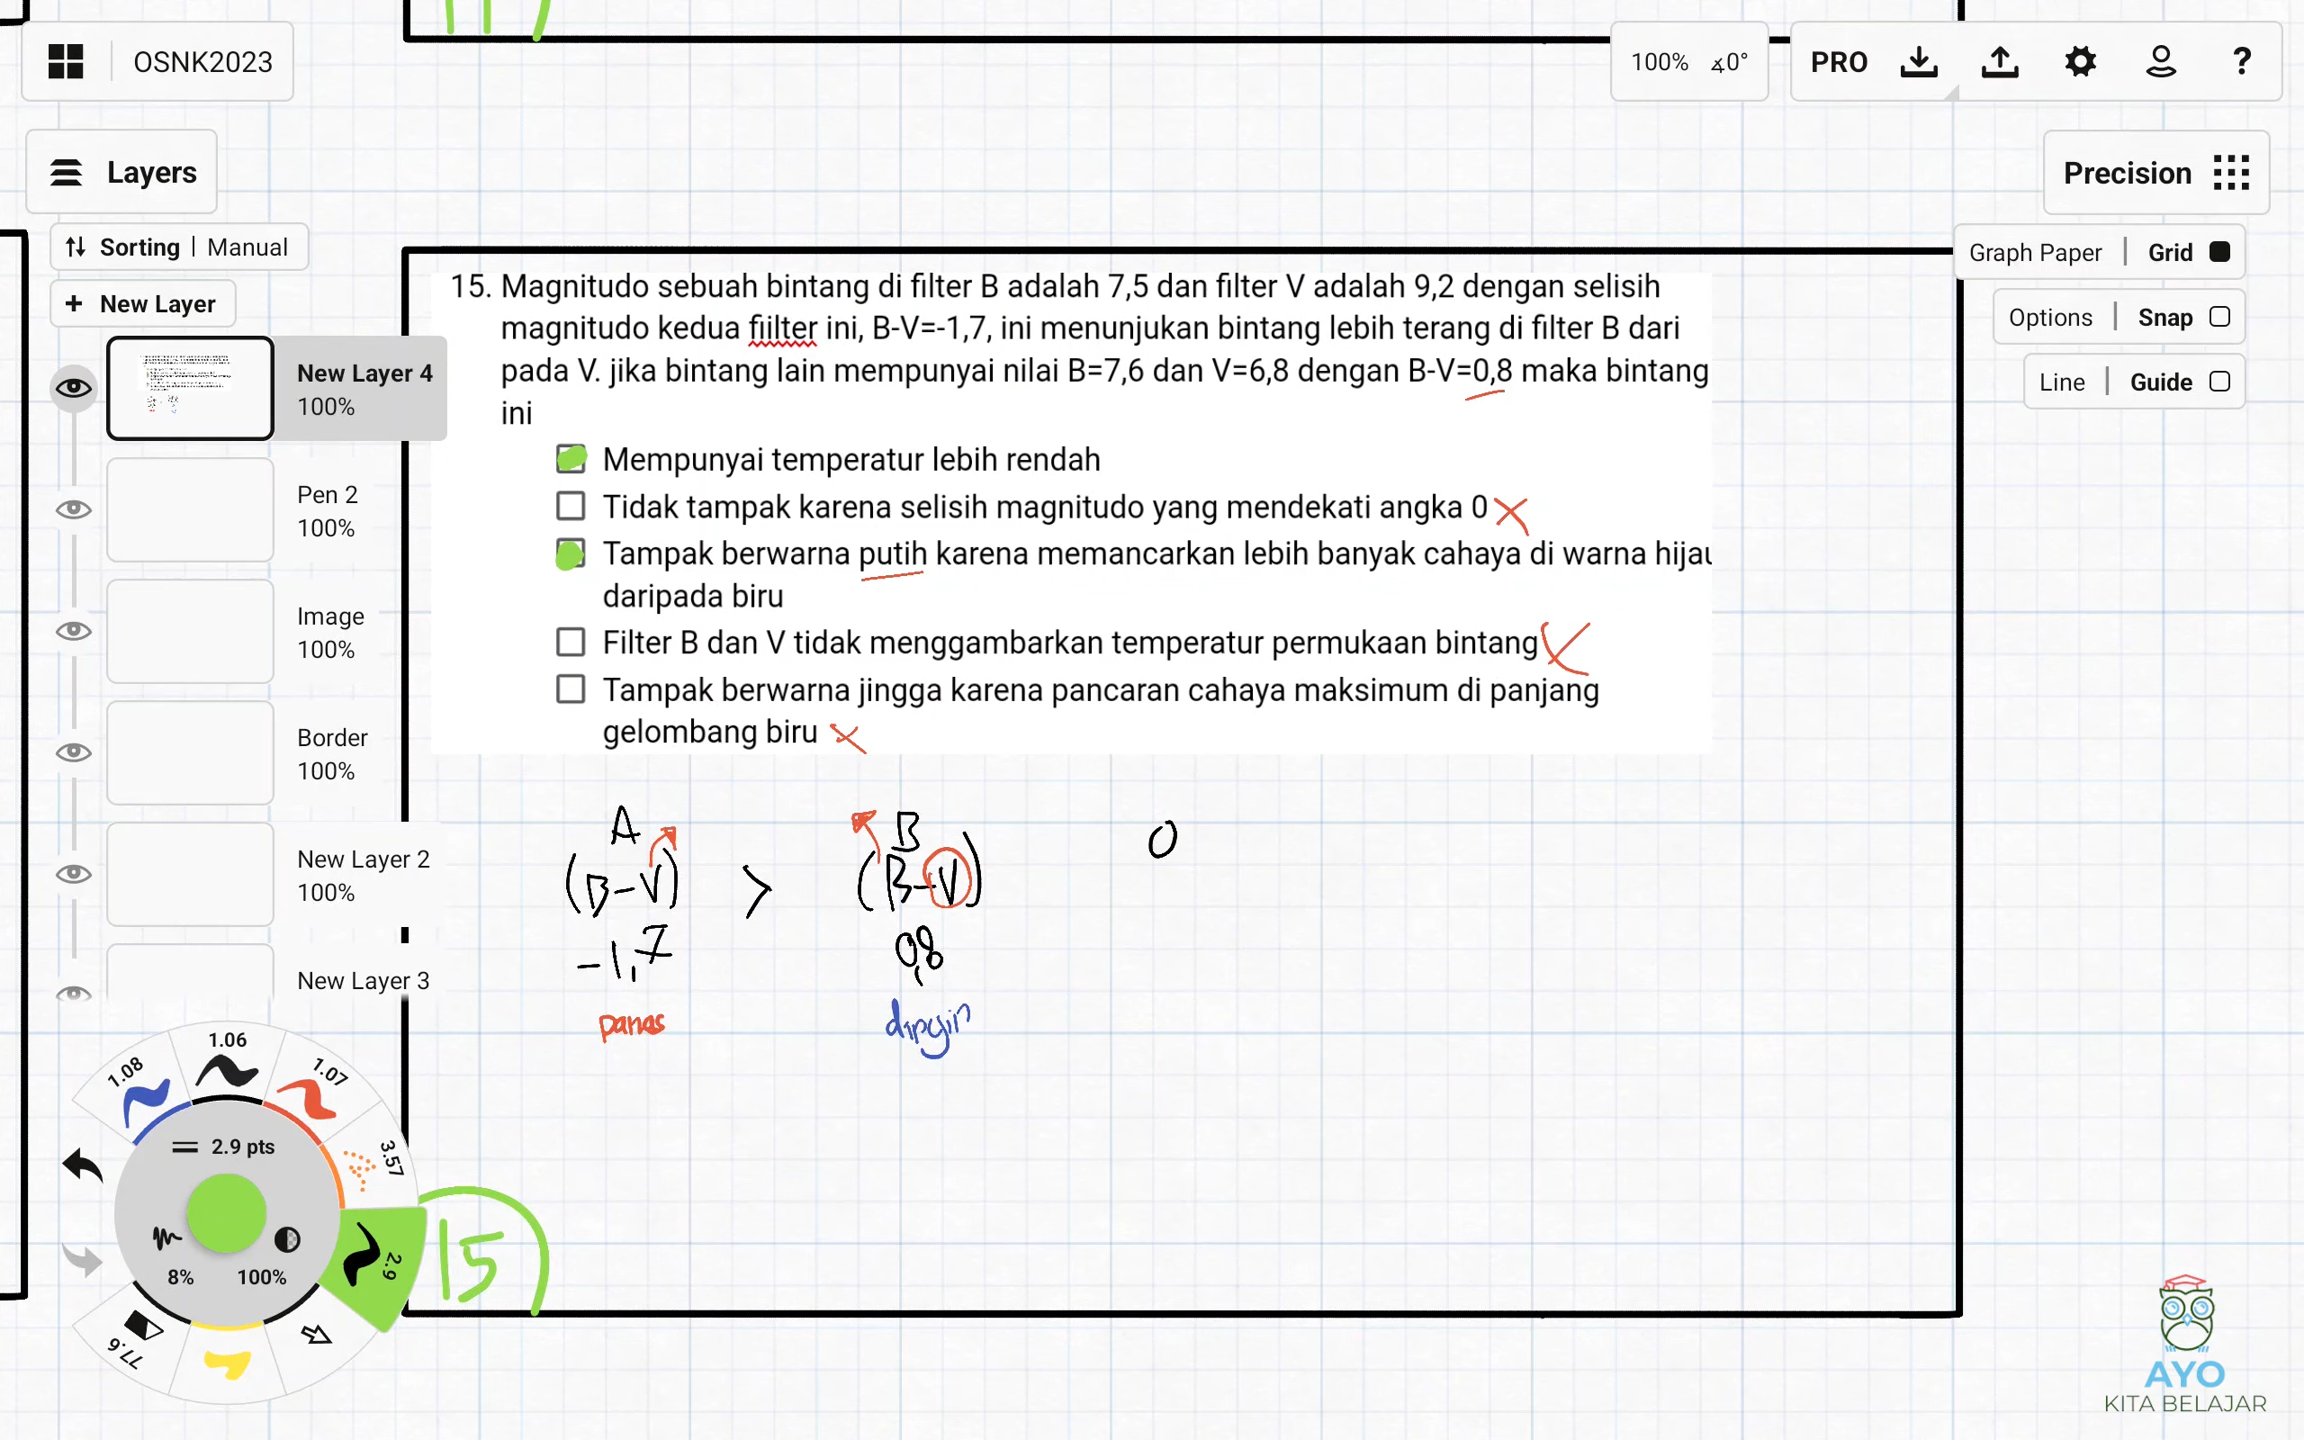 11)
OSNK2023
100% ∡0°
PRO
?
Layers
Precision
Sorting | Manual
Graph Paper | Grid
New Layer
Options | Snap
Line | Guide
New Layer 4
100%
Pen 2
100%
Image
100%
Border
100%
New Layer 2
100%
New Layer 3
15. Magnitudo sebuah bintang di filter B adalah 7,5 dan filter V adalah 9,2 dengan selisih
magnitudo kedua fiilter ini, B-V=-1,7, ini menunjukan bintang lebih terang di filter B dari
pada V. jika bintang lain mempunyai nilai B=7,6 dan V=6,8 dengan B-V=0,8 maka bintang
ini
Mempunyai temperatur lebih rendah
Tidak tampak karena selisih magnitudo yang mendekati angka 0
Tampak berwarna putih karena memancarkan lebih banyak cahaya di warna hijau
daripada biru
Filter B dan V tidak menggambarkan temperatur permukaan bintang
Tampak berwarna jingga karena pancaran cahaya maksimum di panjang
gelombang biru
A B 0
(B-V) > (B-V)
-1,7 0,8
panas dingin
1.08
1.06
1.07
3.57
2.9
2.9 pts
8% 100%
77.6
15)
AYO
KITA BELAJAR